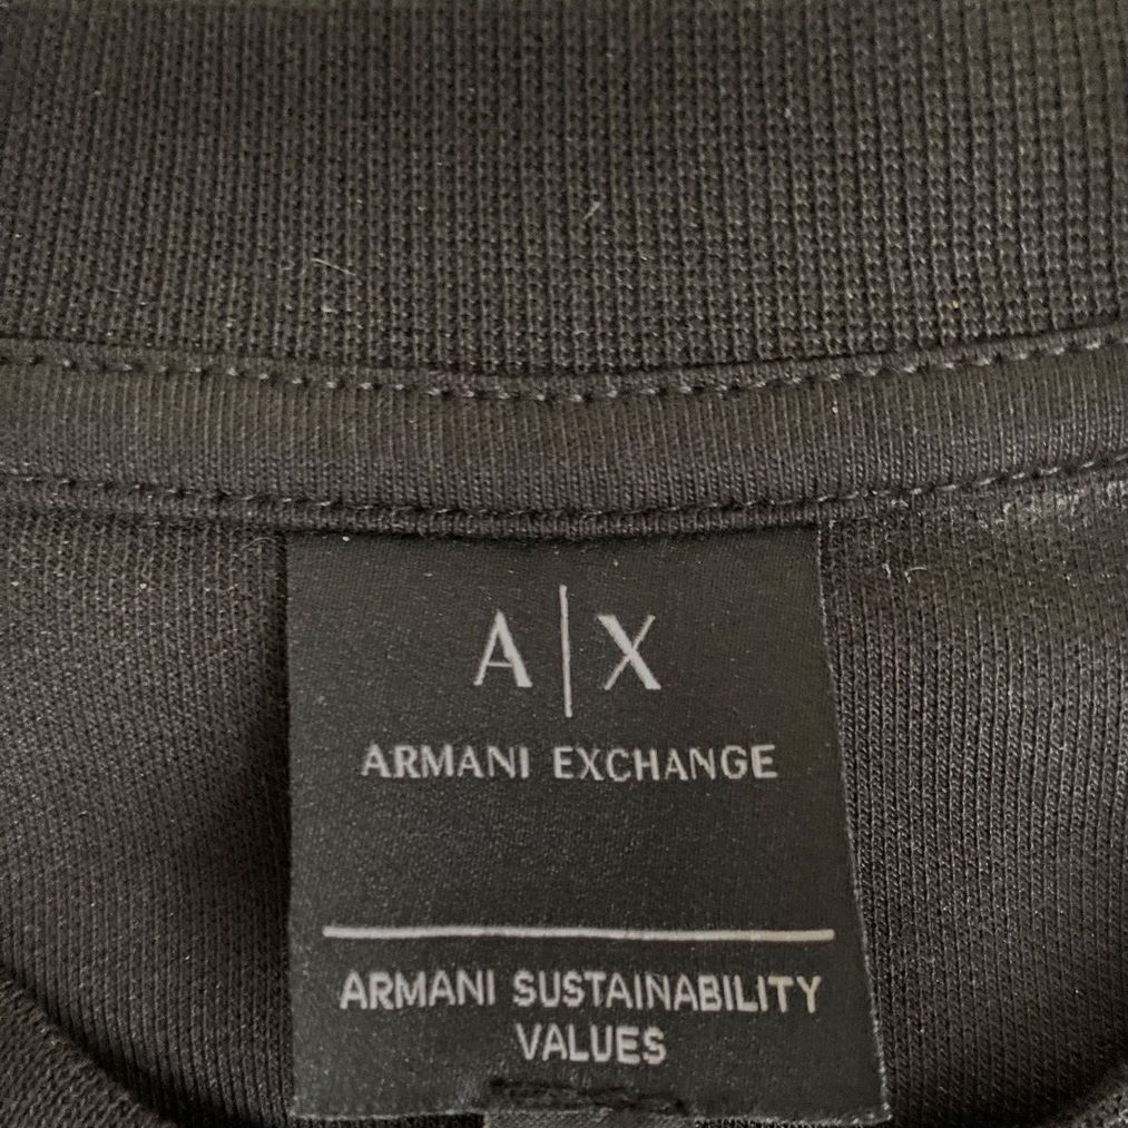 A|X
ARMANI EXCHANGE
ARMANI SUSTAINABILITY
VALUES